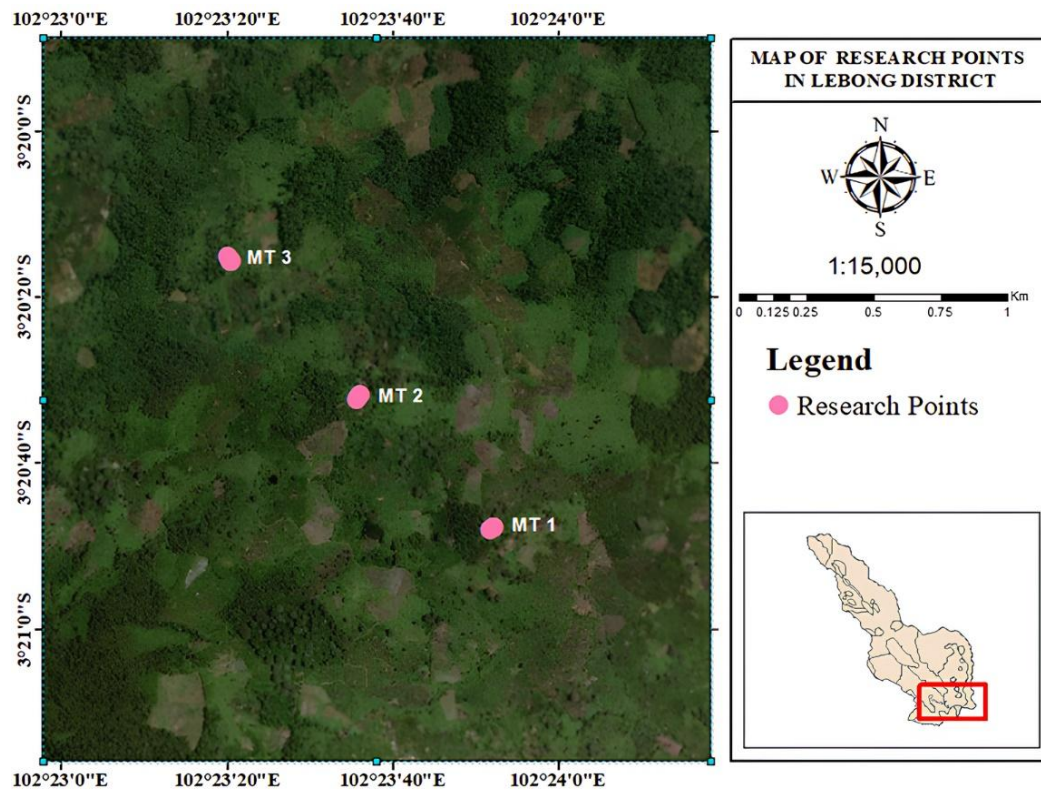 102°23'0"E 102°23'20"E 102°23'40"E 102°24'0"E
3°20'0"S
3°20'20"S
3°20'40"S
3°21'0"S
MT 3
MT 2
MT 1
102°23'0"E 102°23'20"E 102°23'40"E 102°24'0"E
MAP OF RESEARCH POINTS
IN LEBONG DISTRICT
N
W E
S
1:15,000
Km
0 0.125 0.25 0.5 0.75 1
Legend
Research Points